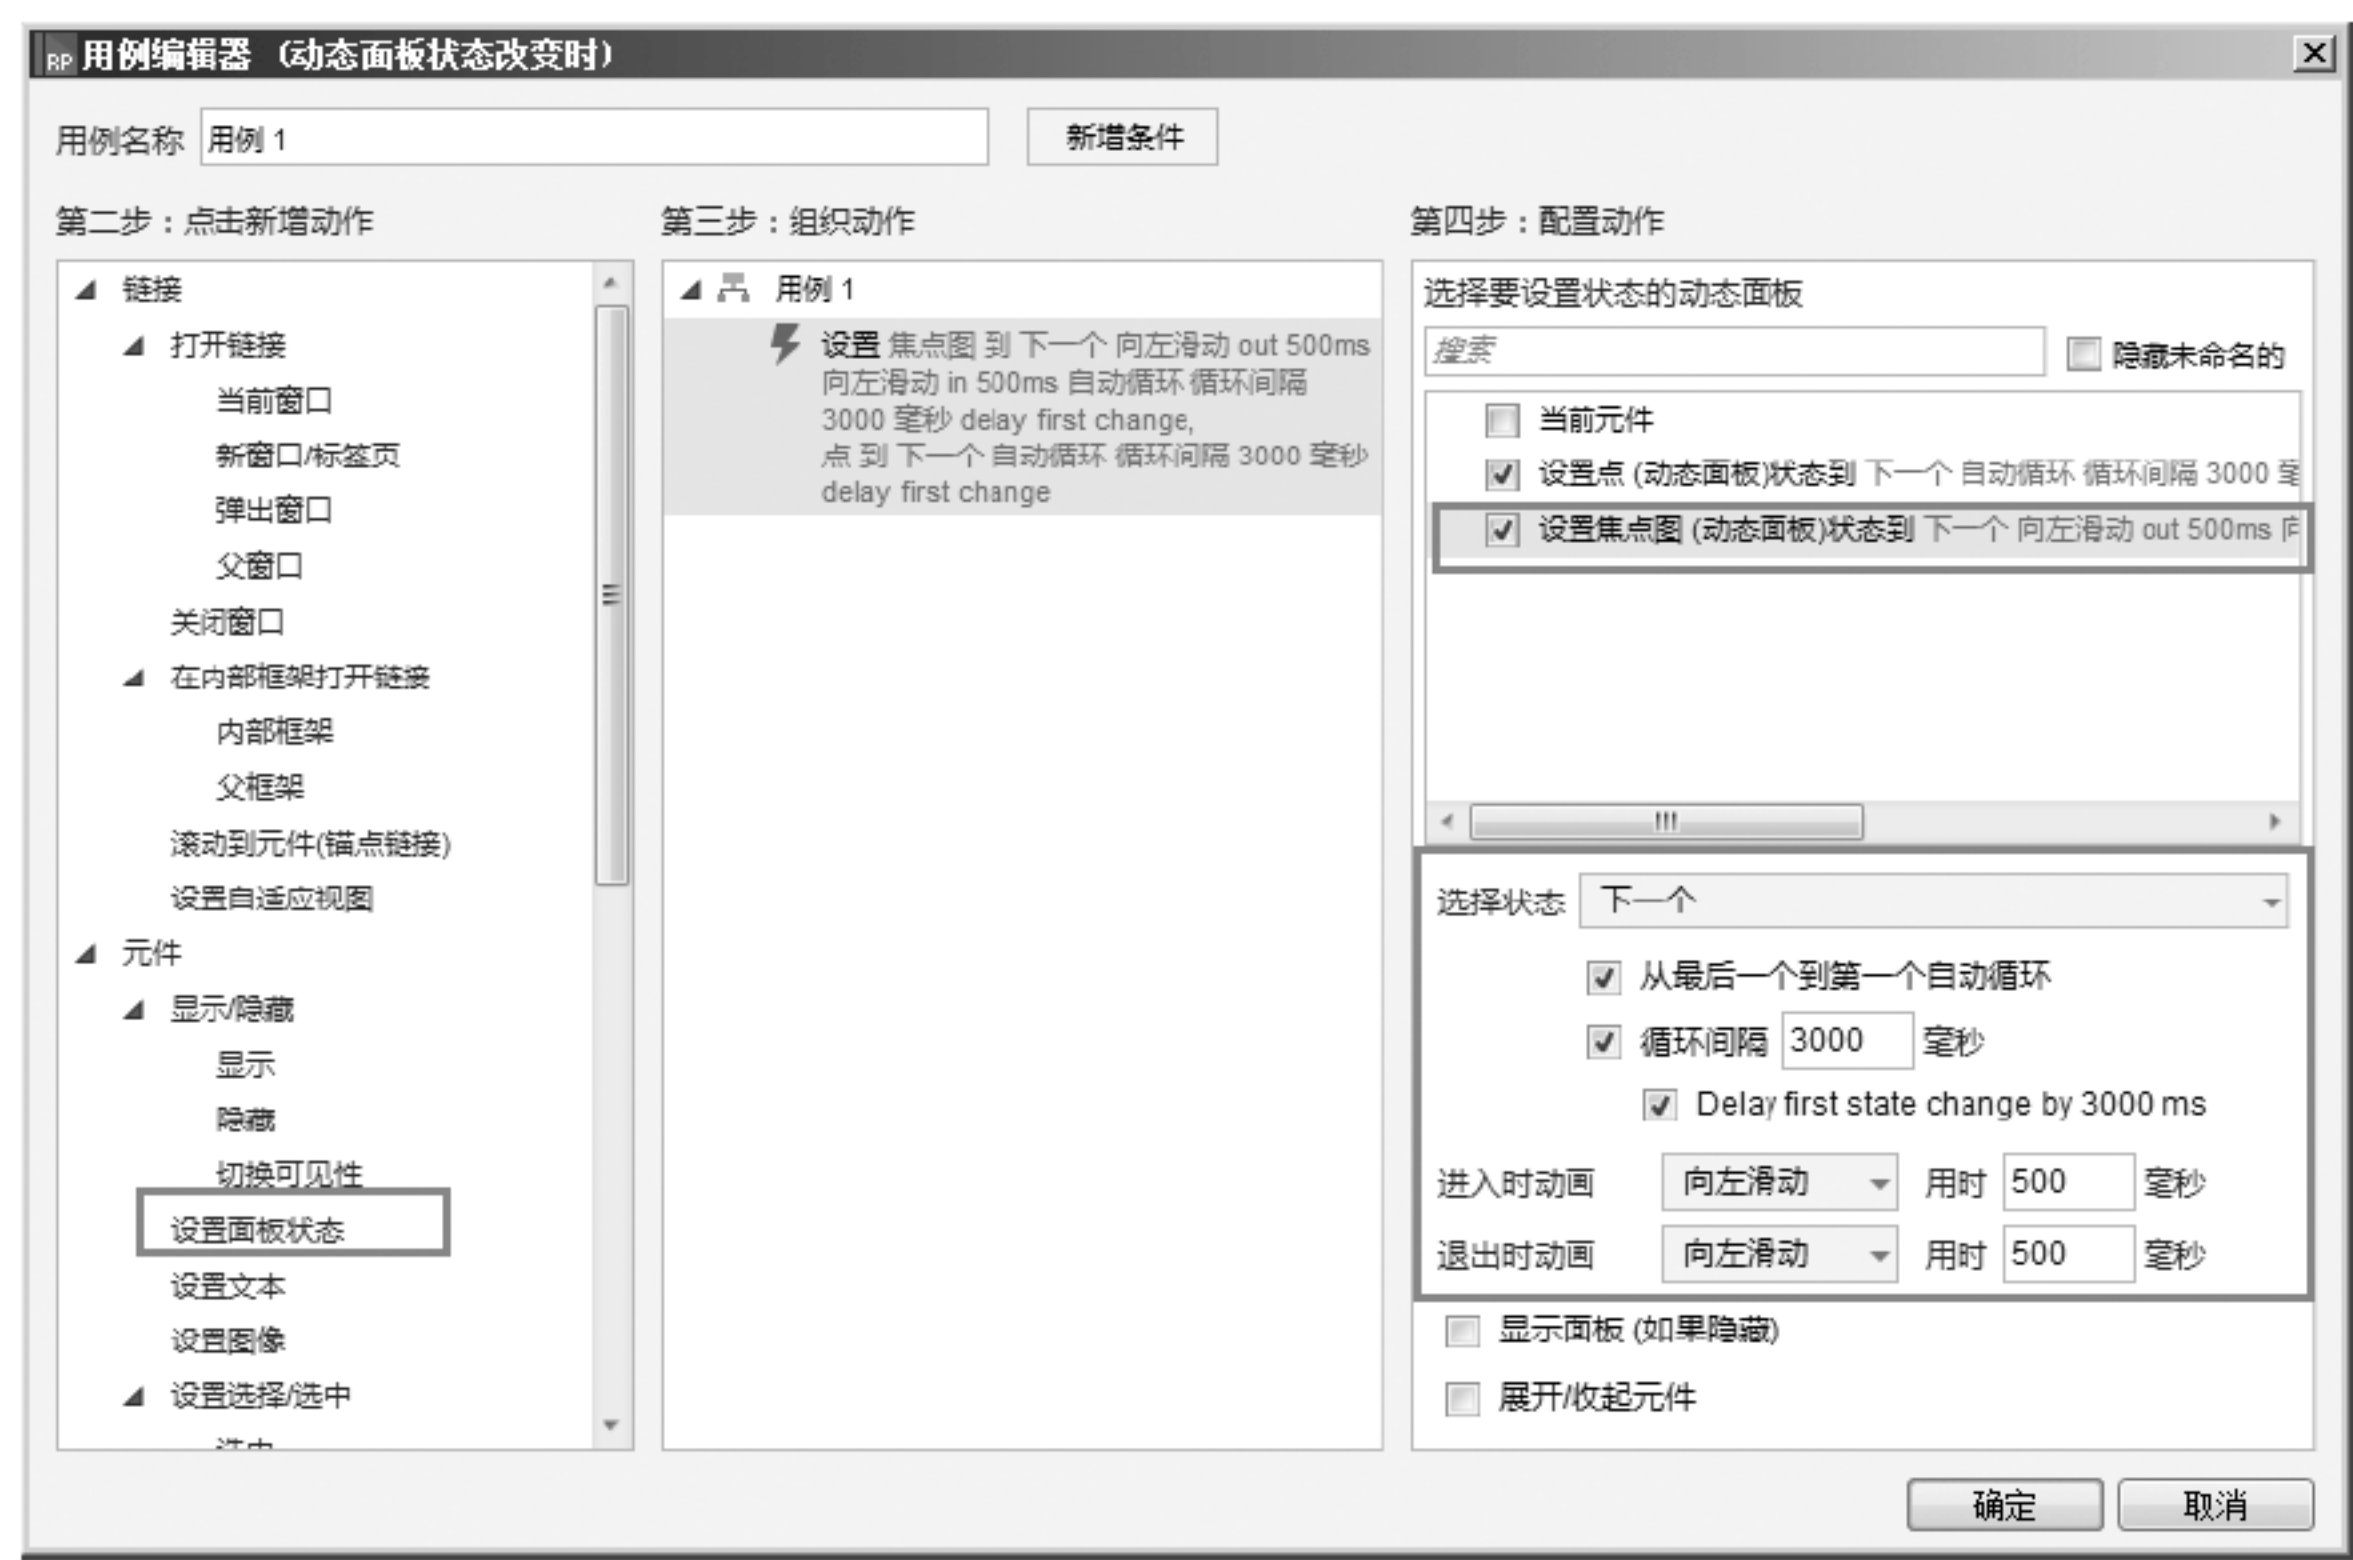 RP 用例编辑器 (动态面板状态改变时)
用例名称 用例 1 新增条件
第二步：点击新增动作
链接
打开链接
当前窗口
新窗口/标签页
弹出窗口
父窗口
关闭窗口
在内部框架打开链接
内部框架
父框架
滚动到元件(锚点链接)
设置自适应视图
元件
显示/隐藏
显示
隐藏
切换可见性
设置面板状态
设置文本
设置图像
设置选择/选中
第三步：组织动作
用例 1
设置 焦点图 到 下一个 向左滑动 out 500ms
向左滑动 in 500ms 自动循环 循环间隔
3000 毫秒 delay first change,
点 到 下一个 自动循环 循环间隔 3000 毫秒
delay first change
第四步：配置动作
选择要设置状态的动态面板
搜索 隐藏未命名的
当前元件
设置点 (动态面板)状态到 下一个 自动循环 循环间隔 3000 毫
设置焦点图 (动态面板)状态到 下一个 向左滑动 out 500ms 向
选择状态 下一个
从最后一个到第一个自动循环
循环间隔 3000 毫秒
Delay first state change by 3000 ms
进入时动画 向左滑动 用时 500 毫秒
退出时动画 向左滑动 用时 500 毫秒
显示面板 (如果隐藏)
展开/收起元件
确定 取消